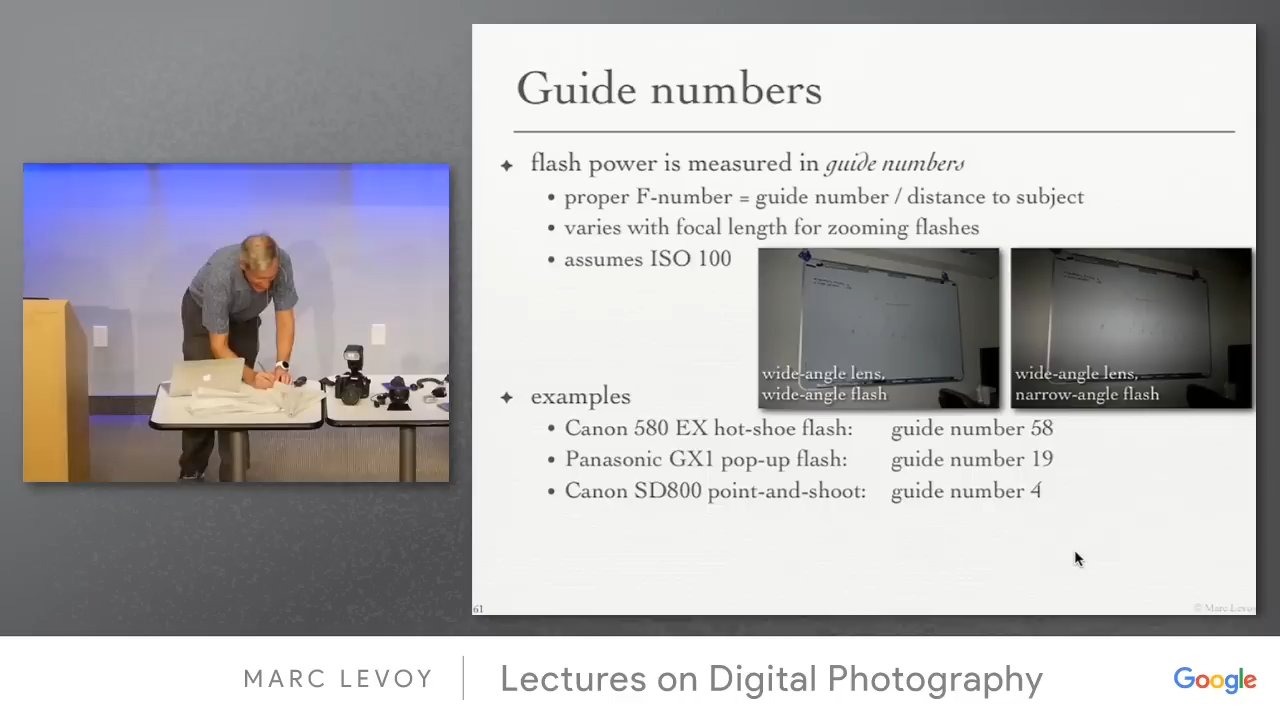 Guide numbers
✦ flash power is measured in guide numbers
• proper F-number = guide number / distance to subject
• varies with focal length for zooming flashes
• assumes ISO 100
wide-angle lens,
wide-angle flash
wide-angle lens,
narrow-angle flash
✦ examples
• Canon 580 EX hot-shoe flash: guide number 58
• Panasonic GX1 pop-up flash: guide number 19
• Canon SD800 point-and-shoot: guide number 4
61
© Marc Levoy
MARC LEVOY
Lectures on Digital Photography
Google